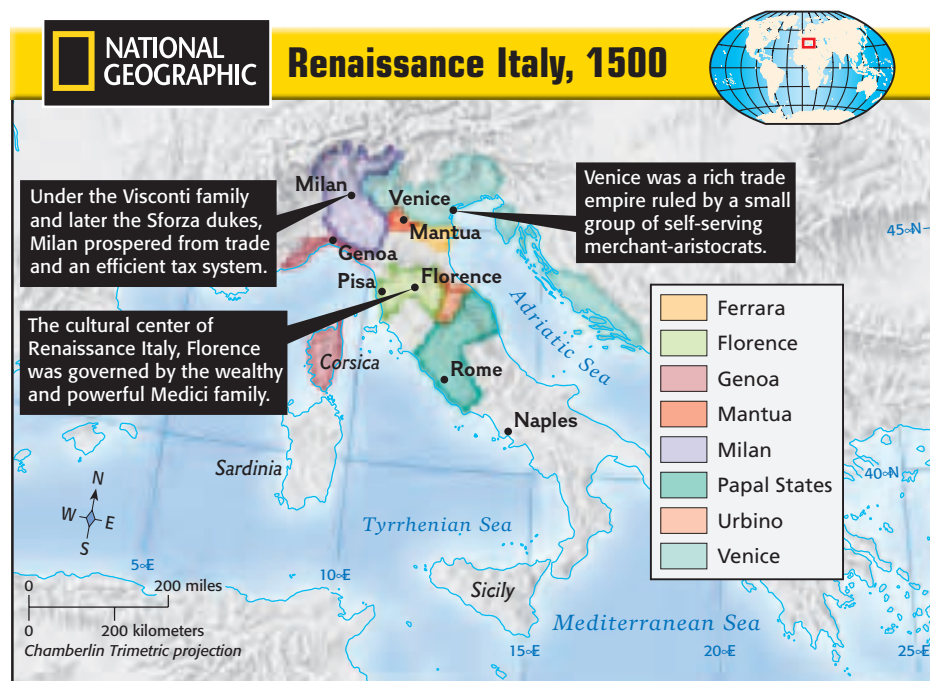 NATIONAL
GEOGRAPHIC
Renaissance Italy, 1500
Under the Visconti family
and later the Sforza dukes,
Milan prospered from trade
and an efficient tax system.
Venice was a rich trade
empire ruled by a small
group of self-serving
merchant-aristocrats.
The cultural center of
Renaissance Italy, Florence
was governed by the wealthy
and powerful Medici family.
Milan
Venice
Mantua
Genoa
Pisa
Florence
Corsica
Rome
Naples
Sardinia
Sicily
Adriatic Sea
Tyrrhenian Sea
Mediterranean Sea
45°N
40°N
5°E
10°E
15°E
20°E
25°E
Ferrara
Florence
Genoa
Mantua
Milan
Papal States
Urbino
Venice
N
W E
S
0 200 miles
0 200 kilometers
Chamberlin Trimetric projection